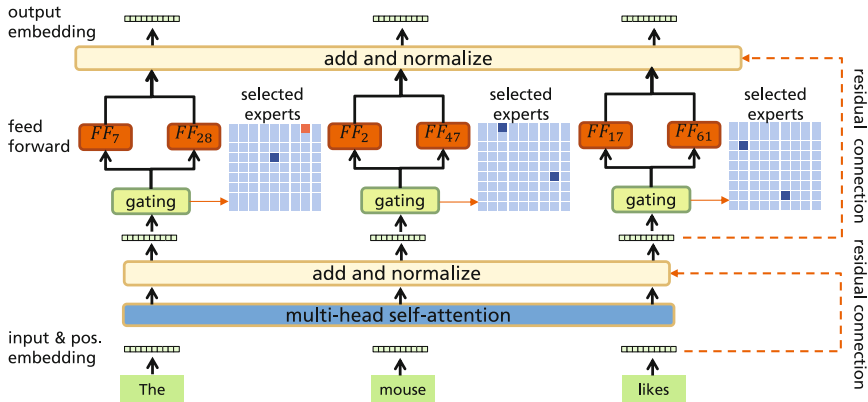 output
embedding
add and normalize
residual connection
feed
forward
FF7
FF28
selected
experts
FF2
FF47
selected
experts
FF17
FF61
selected
experts
gating
gating
gating
add and normalize
residual connection
multi-head self-attention
input & pos.
embedding
The
mouse
likes